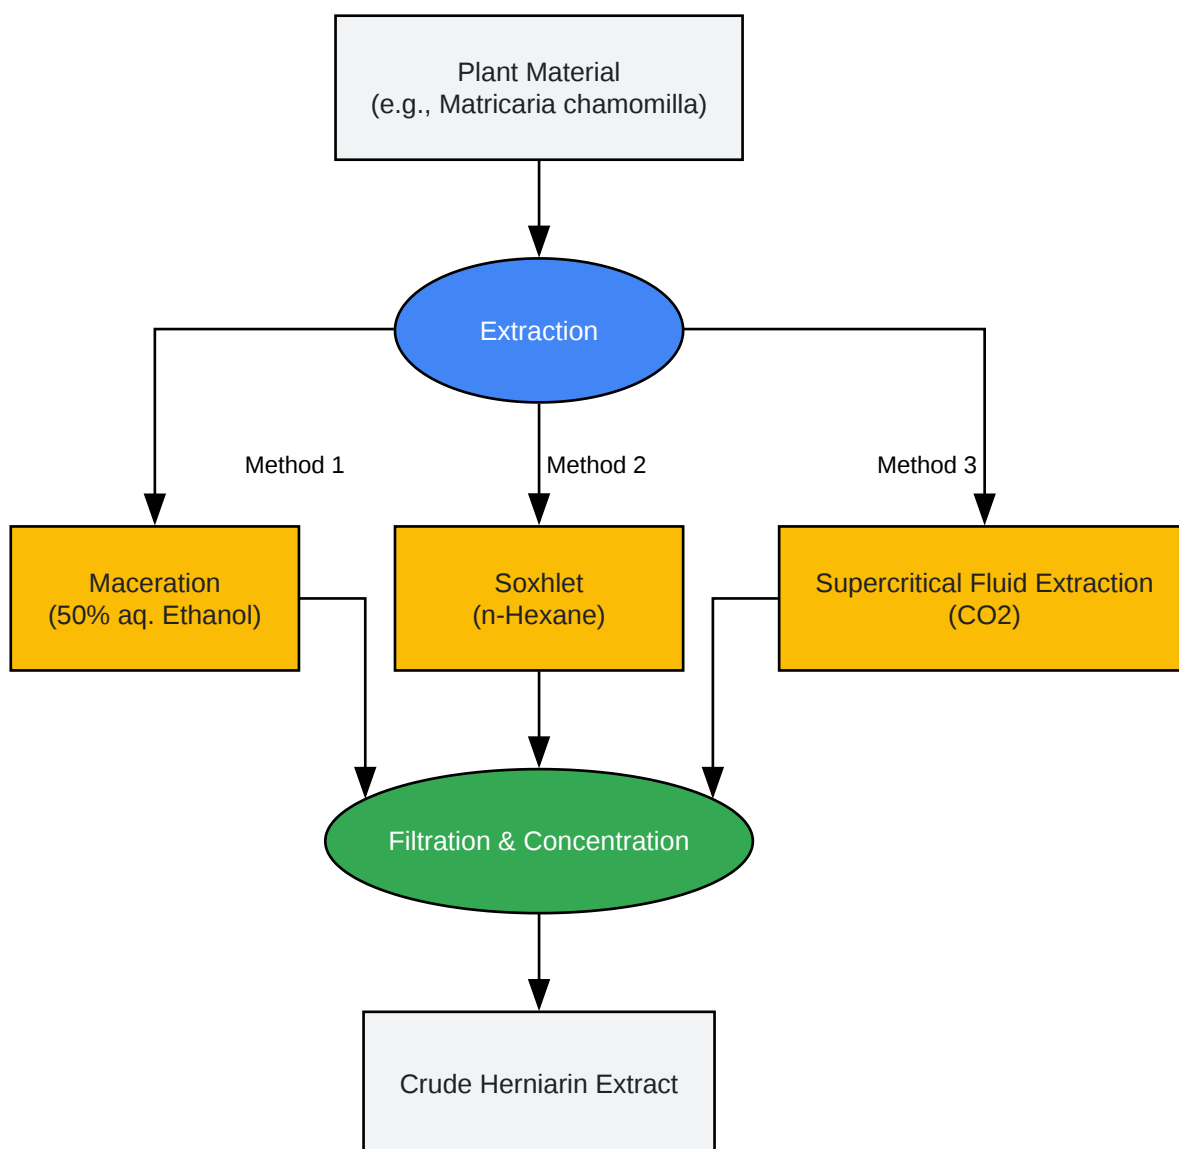 Plant Material
(e.g., Matricaria chamomilla)
Extraction
Method 1
Method 2
Method 3
Maceration
(50% aq. Ethanol)
Soxhlet
(n-Hexane)
Supercritical Fluid Extraction
(CO2)
Filtration & Concentration
Crude Herniarin Extract